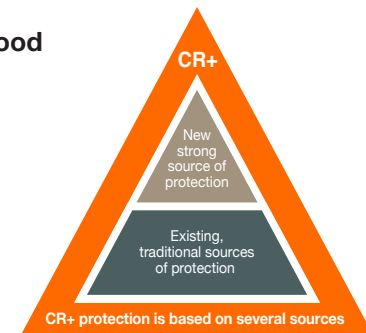 ood
CR+
New
strong
source of
protection
Existing,
traditional sources
of protection
CR+ protection is based on several sources